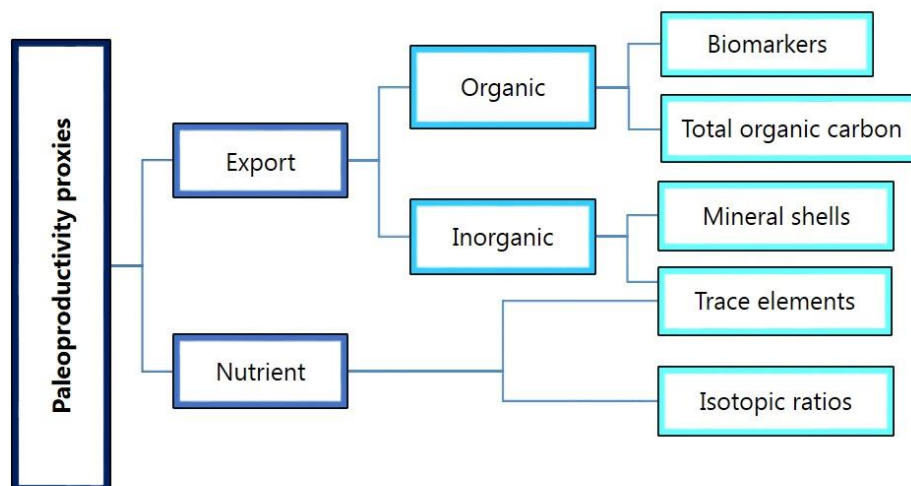 Paleoproductivity proxies
Export
Nutrient
Organic
Inorganic
Biomarkers
Total organic carbon
Mineral shells
Trace elements
Isotopic ratios